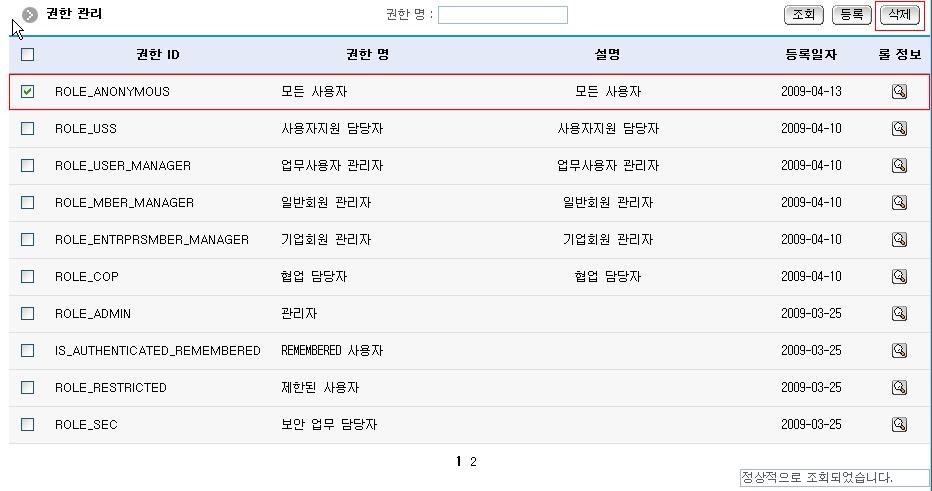 권한 관리 권한 명 : 조회 등록 삭제
권한 ID 권한 명 설명 등록일자 롤 정보
ROLE_ANONYMOUS 모든 사용자 모든 사용자 2009-04-13
ROLE_USS 사용자지원 담당자 사용자지원 담당자 2009-04-10
ROLE_USER_MANAGER 업무사용자 관리자 업무사용자 관리자 2009-04-10
ROLE_MBER_MANAGER 일반회원 관리자 일반회원 관리자 2009-04-10
ROLE_ENTRPRSMBER_MANAGER 기업회원 관리자 기업회원 관리자 2009-04-10
ROLE_COP 협업 담당자 협업 담당자 2009-04-10
ROLE_ADMIN 관리자 2009-03-25
IS_AUTHENTICATED_REMEMBERED REMEMBERED 사용자 2009-03-25
ROLE_RESTRICTED 제한된 사용자 2009-03-25
ROLE_SEC 보안 업무 담당자 2009-03-25
1 2
정상적으로 조회되었습니다.